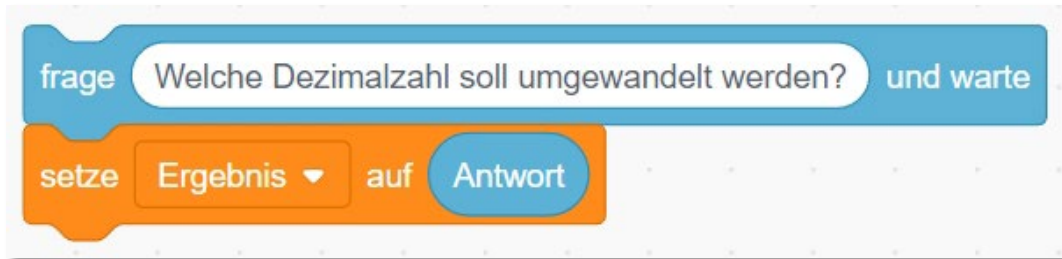 frage Welche Dezimalzahl soll umgewandelt werden? und warte
setze Ergebnis auf Antwort